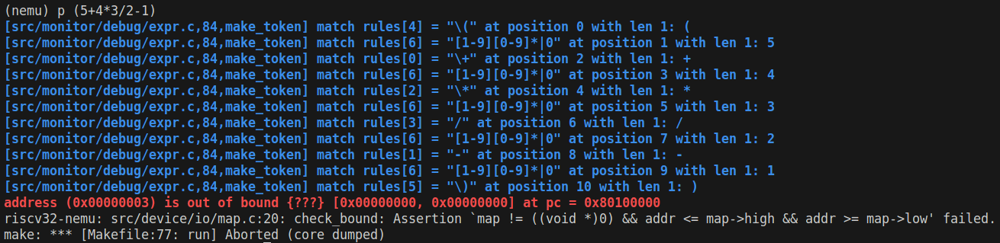 (nemu) p (5+4*3/2-1)
[src/monitor/debug/expr.c,84,make_token] match rules[4] = "\(" at position 0 with len 1: (
[src/monitor/debug/expr.c,84,make_token] match rules[6] = "[1-9][0-9]*|0" at position 1 with len 1: 5
[src/monitor/debug/expr.c,84,make_token] match rules[0] = "\+" at position 2 with len 1: +
[src/monitor/debug/expr.c,84,make_token] match rules[6] = "[1-9][0-9]*|0" at position 3 with len 1: 4
[src/monitor/debug/expr.c,84,make_token] match rules[2] = "\*" at position 4 with len 1: *
[src/monitor/debug/expr.c,84,make_token] match rules[6] = "[1-9][0-9]*|0" at position 5 with len 1: 3
[src/monitor/debug/expr.c,84,make_token] match rules[3] = "/" at position 6 with len 1: /
[src/monitor/debug/expr.c,84,make_token] match rules[6] = "[1-9][0-9]*|0" at position 7 with len 1: 2
[src/monitor/debug/expr.c,84,make_token] match rules[1] = "-" at position 8 with len 1: -
[src/monitor/debug/expr.c,84,make_token] match rules[6] = "[1-9][0-9]*|0" at position 9 with len 1: 1
[src/monitor/debug/expr.c,84,make_token] match rules[5] = "\)" at position 10 with len 1: )
address (0x00000003) is out of bound {???} [0x00000000, 0x00000000] at pc = 0x80100000
riscv32-nemu: src/device/io/map.c:20: check_bound: Assertion `map != ((void *)0) && addr <= map->high && addr >= map->low' failed.
make: *** [Makefile:77: run] Aborted (core dumped)